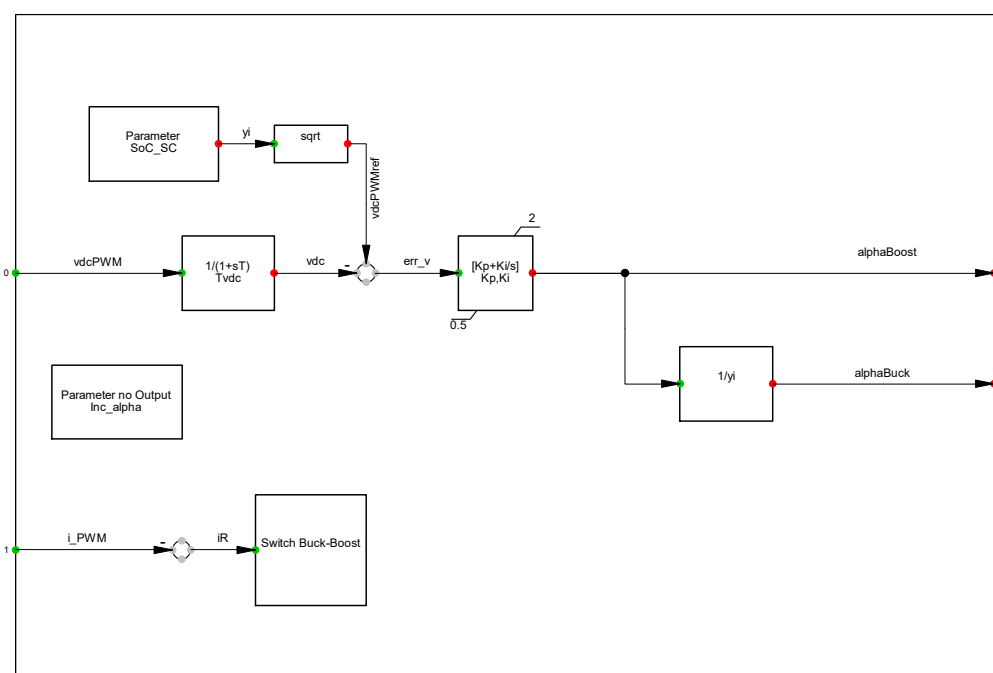 Parameter
SoC_SC
yi
sqrt
vdcPWMref
2
0
vdcPWM
1/(1+sT)
Tvdc
vdc
-
err_v
[Kp+Ki/s]
Kp,Ki
0.5
alphaBoost
1/yi
alphaBuck
Parameter no Output
Inc_alpha
1
i_PWM
-
iR
Switch Buck-Boost